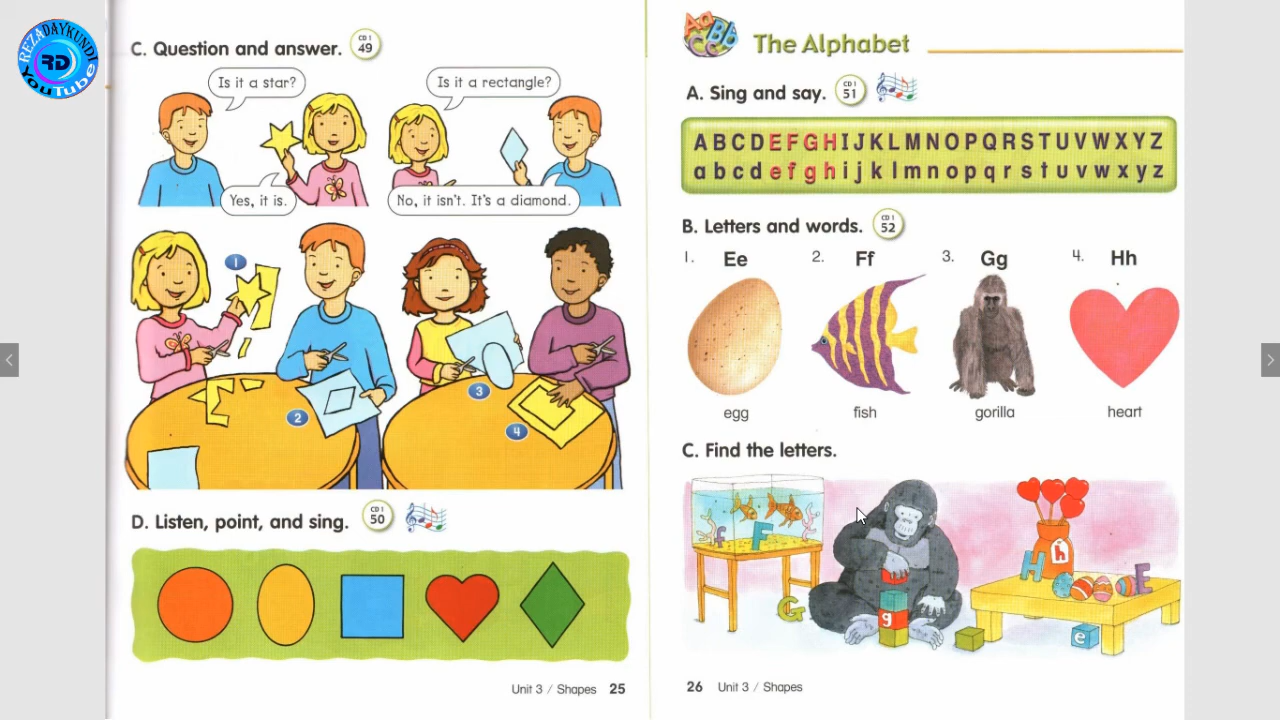 REZADAYKUNDI
RD
YouTube
C. Question and answer.
CD 1
49
Is it a star?
Is it a rectangle?
Yes, it is.
No, it isn't. It's a diamond.
1
2
3
4
D. Listen, point, and sing.
CD 1
50
Unit 3 / Shapes 25
Aa Bb Cc
The Alphabet
A. Sing and say.
CD 1
51
A B C D E F G H I J K L M N O P Q R S T U V W X Y Z
a b c d e f g h i j k l m n o p q r s t u v w x y z
B. Letters and words.
CD 1
52
1. Ee
2. Ff
3. Gg
4. Hh
egg
fish
gorilla
heart
C. Find the letters.
f
F
G
g
H
h
E
e
26 Unit 3 / Shapes